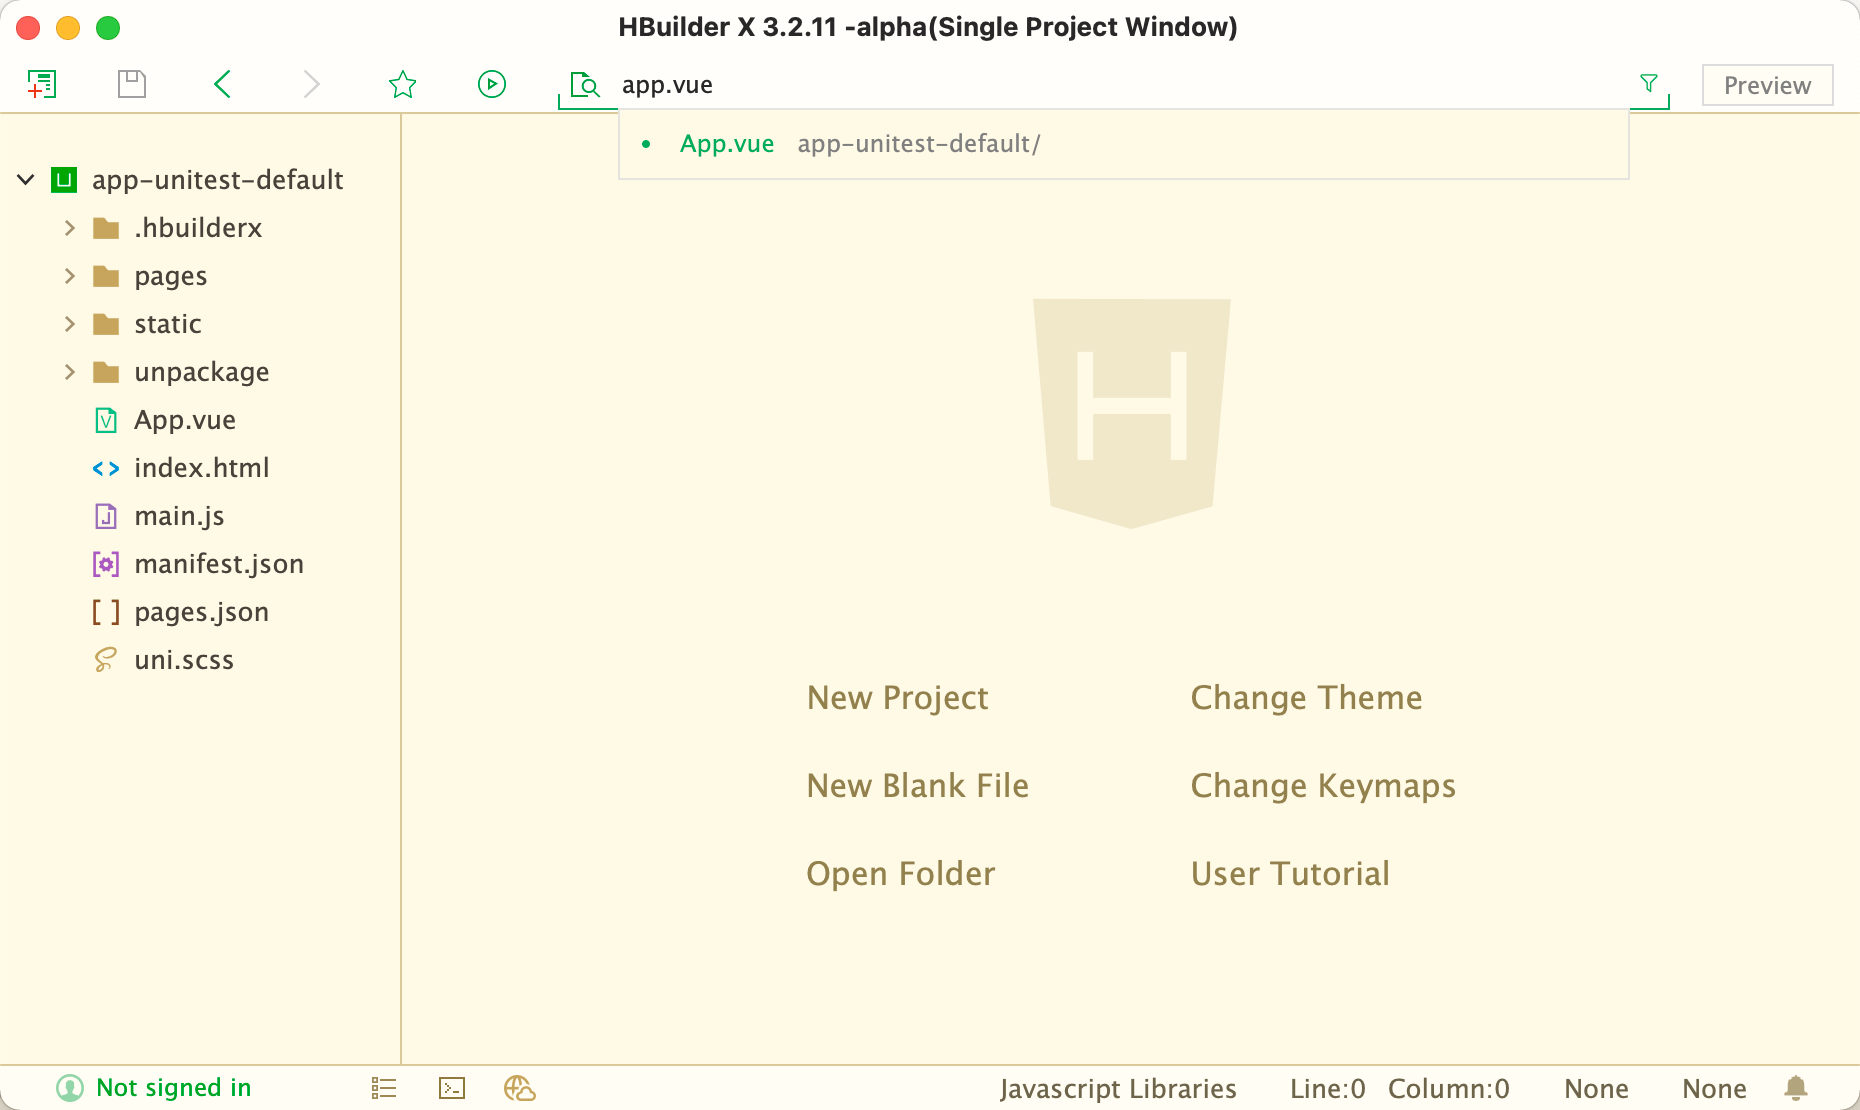 HBuilder X 3.2.11 -alpha(Single Project Window)
app.vue
Preview
App.vue app-unitest-default/
app-unitest-default
.hbuilderx
pages
static
unpackage
App.vue
index.html
main.js
manifest.json
pages.json
uni.scss
H
New Project
Change Theme
New Blank File
Change Keymaps
Open Folder
User Tutorial
Not signed in
Javascript Libraries
Line:0 Column:0
None
None